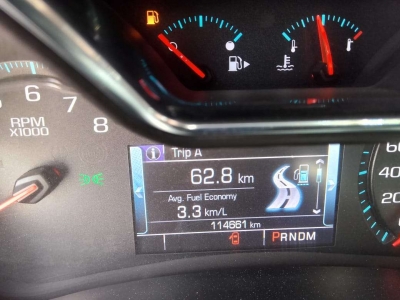 6 7 8
RPM
X1000
Trip A
62.8 km
Avg. Fuel Economy
3.3 km/L
114661 km
PRNDM
60
40
20